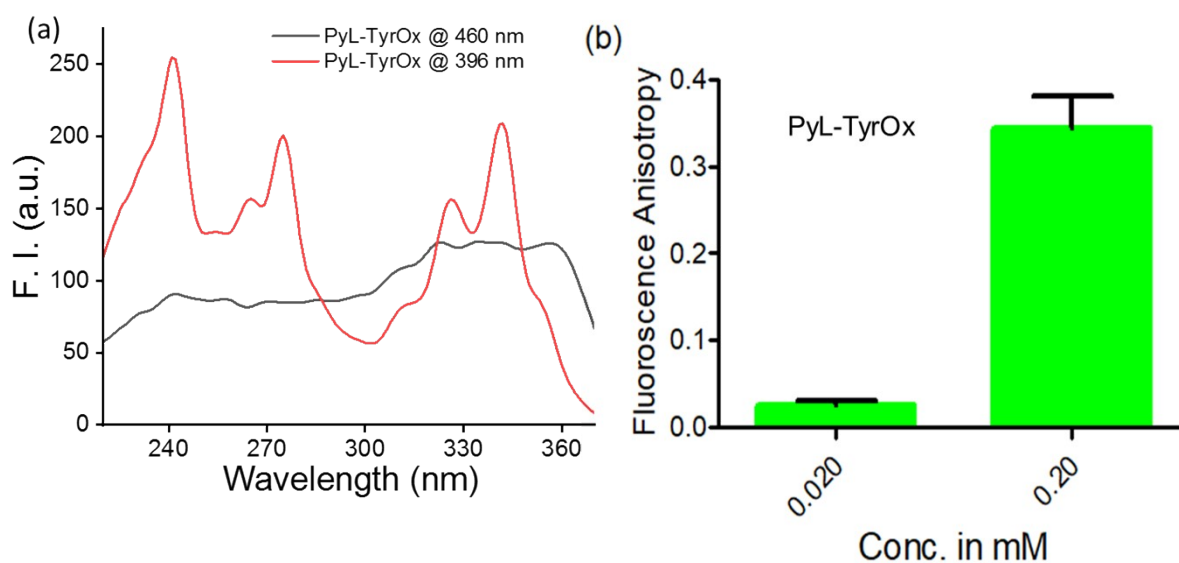 (a)
PyL-TyrOx @ 460 nm
PyL-TyrOx @ 396 nm
F. I. (a.u.)
250
200
150
100
50
0
240 270 300 330 360
Wavelength (nm)
(b)
PyL-TyrOx
Fluoroscence Anisotropy
0.4
0.3
0.2
0.1
0.0
0.020 0.20
Conc. in mM